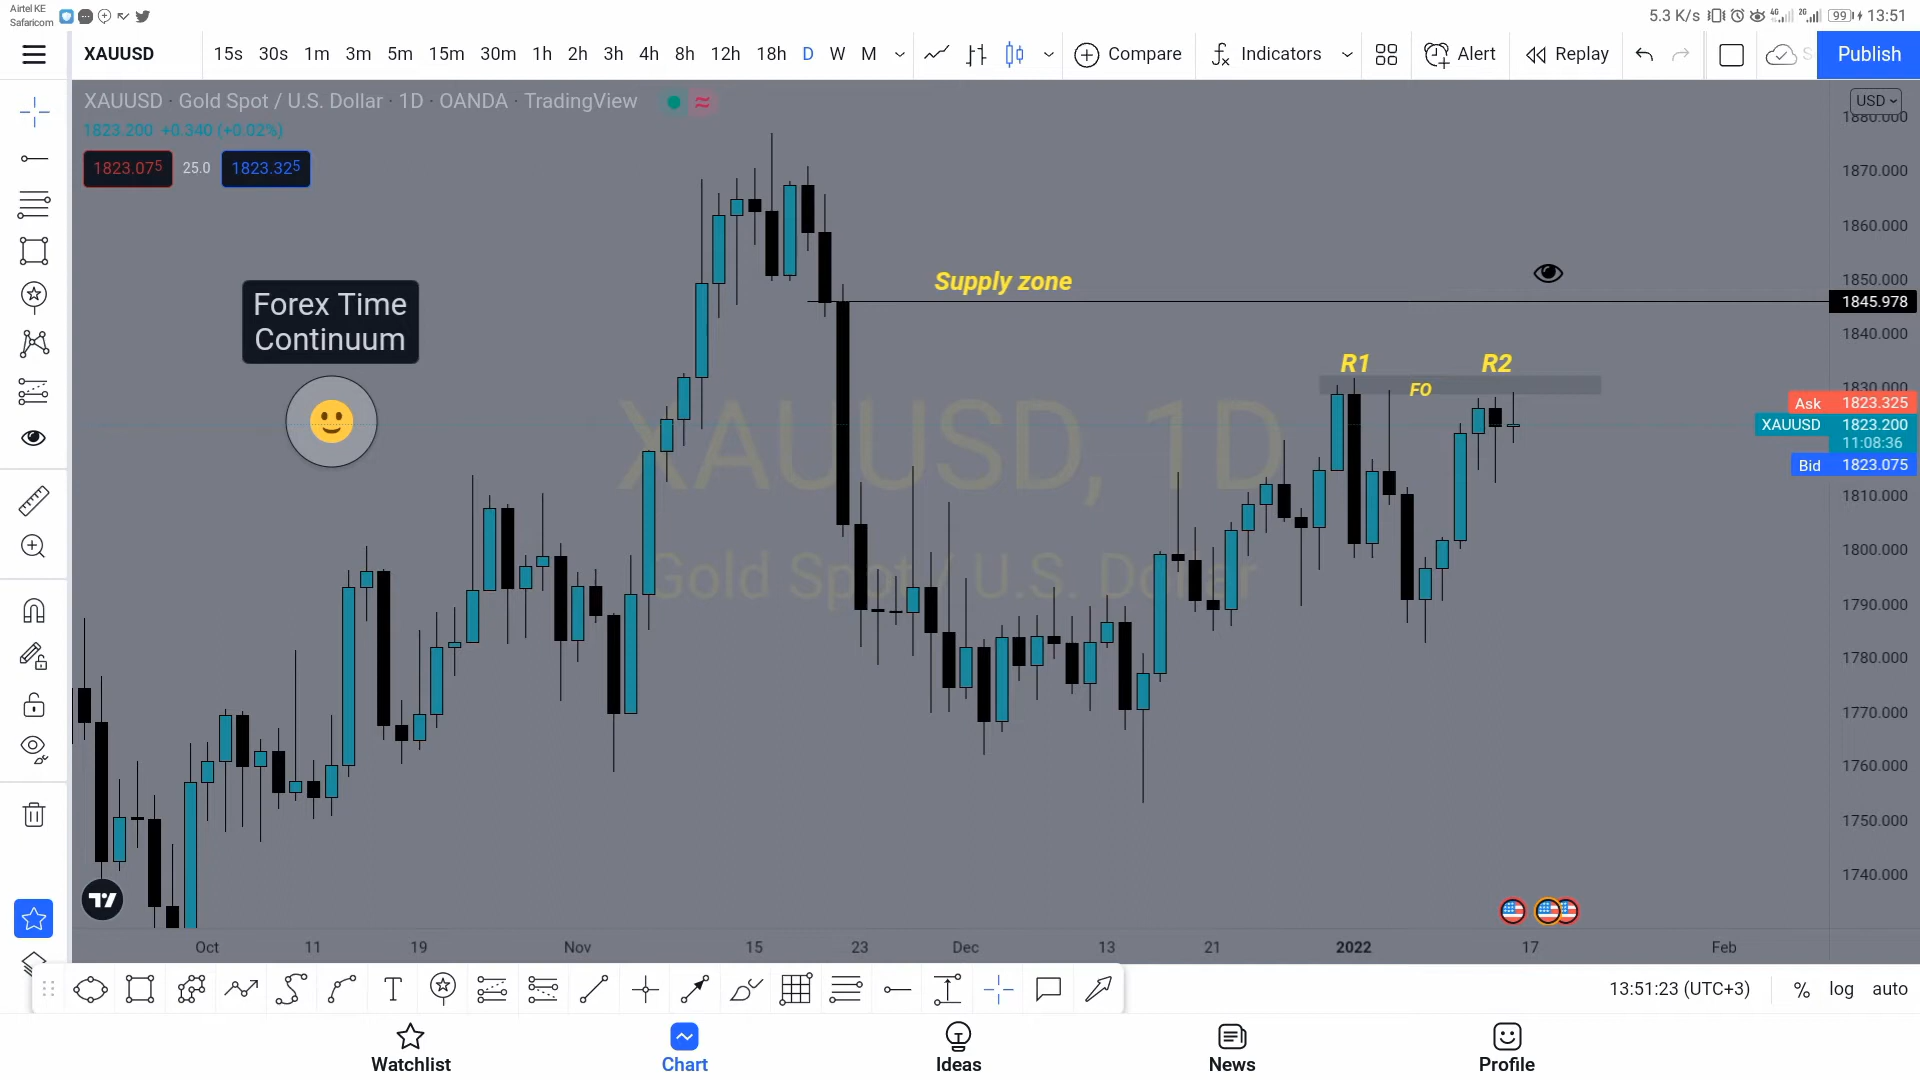 Airtel KE
Safaricom
5.3 K/s 4G 2G 99 13:51
XAUUSD 15s 30s 1m 3m 5m 15m 30m 1h 2h 3h 4h 8h 12h 18h D W M Compare Indicators Alert Replay S Publish
XAUUSD · Gold Spot / U.S. Dollar · 1D · OANDA · TradingView
USD
1880.000
1823.200 +0.340 (+0.02%)
1823.075 25.0 1823.325
1870.000
1860.000
Supply zone
1850.000
1845.978
Forex Time
Continuum
1840.000
R1 R2
FO
1830.000
Ask 1823.325
XAUUSD 1823.200
11:08:36
Bid 1823.075
XAUUSD, 1D
Gold Spot / U.S. Dollar
1810.000
1800.000
1790.000
1780.000
1770.000
1760.000
1750.000
1740.000
Oct 11 19 Nov 15 23 Dec 13 21 2022 17 Feb
13:51:23 (UTC+3) % log auto
Watchlist Chart Ideas News Profile